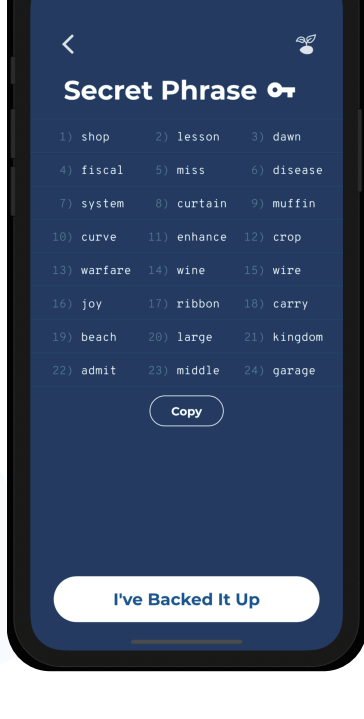 Secret Phrase
1) shop 2) lesson 3) dawn
4) fiscal 5) miss 6) disease
7) system 8) curtain 9) muffin
10) curve 11) enhance 12) crop
13) warfare 14) wine 15) wire
16) joy 17) ribbon 18) carry
19) beach 20) large 21) kingdom
22) admit 23) middle 24) garage
Copy
I've Backed It Up